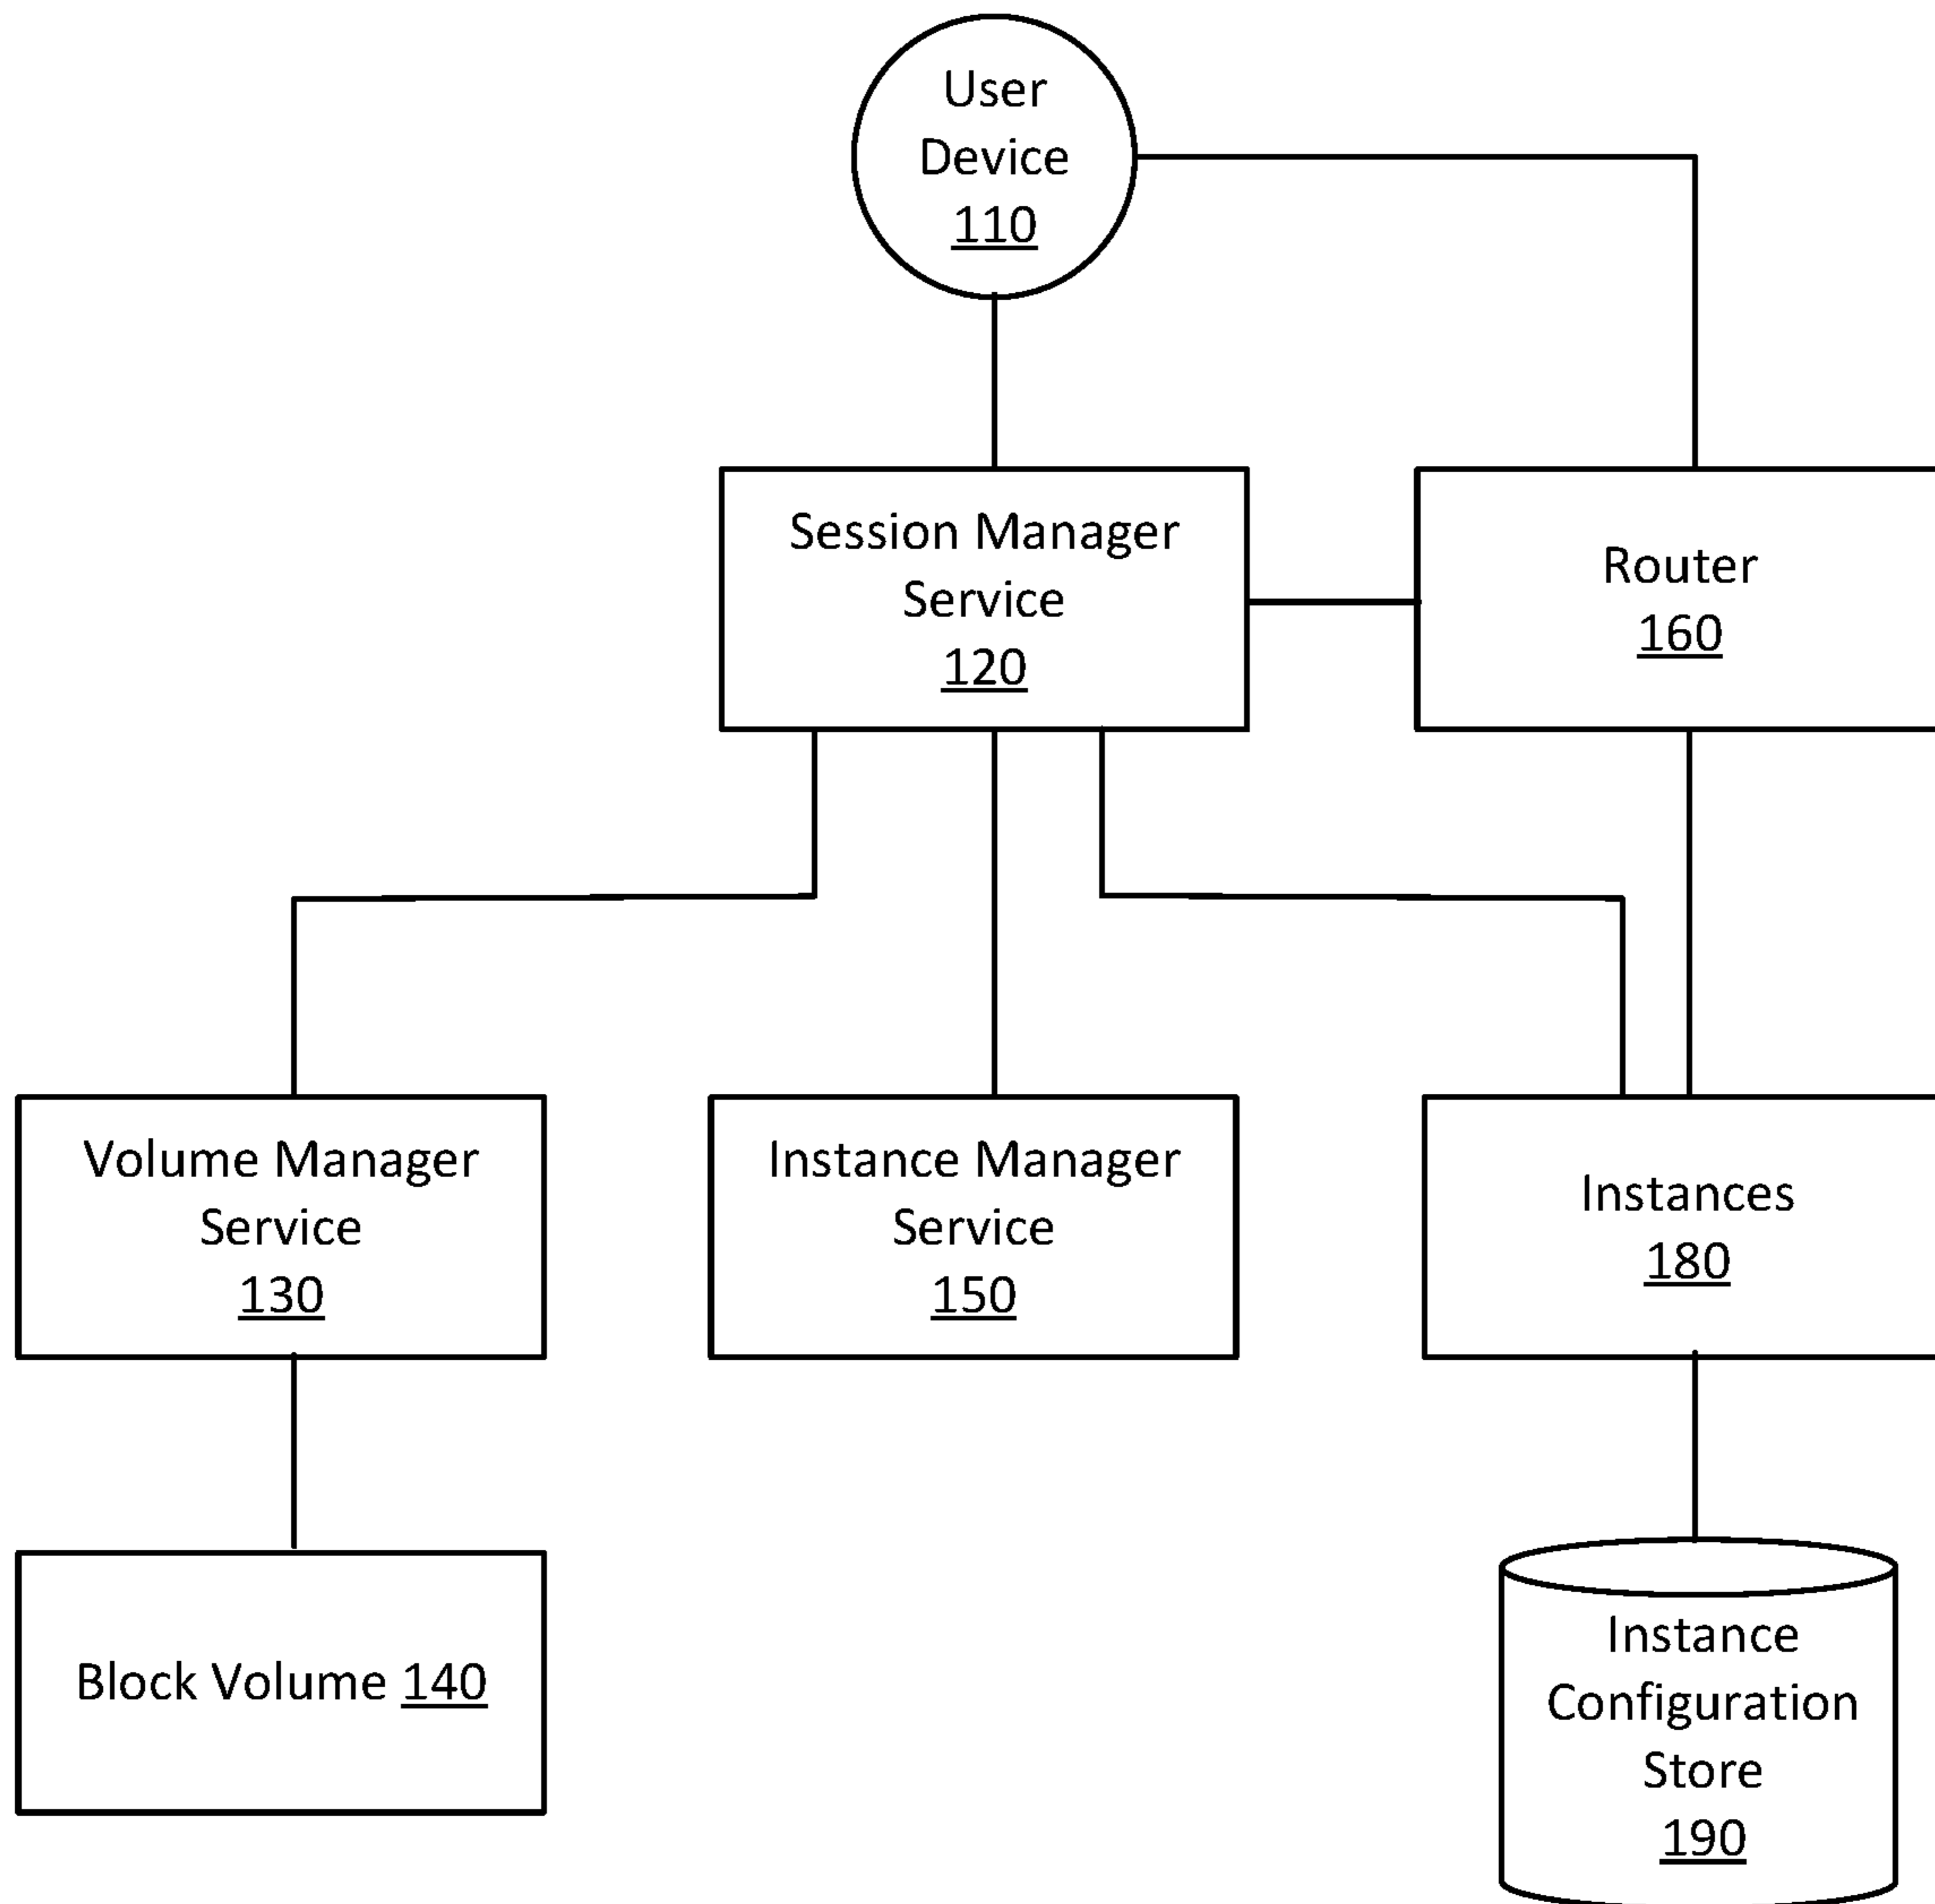 User
Device
110
Session Manager
Service
120
Router
160
Volume Manager
Service
130
Instance Manager
Service
150
Instances
180
Block Volume 140
Instance
Configuration
Store
190